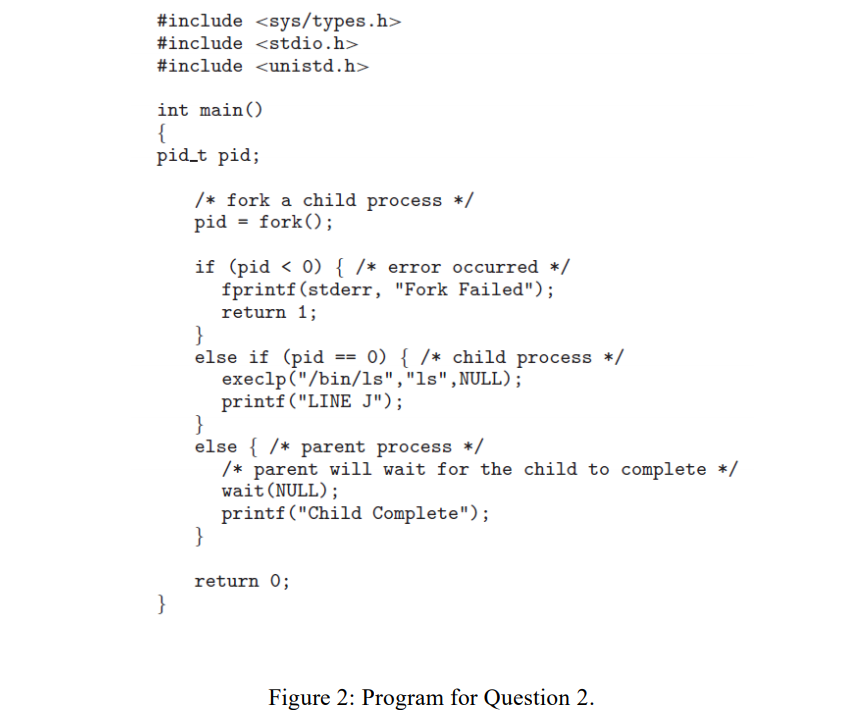 #include <sys/types.h>
#include <stdio.h>
#include <unistd.h>

int main()
{
pid_t pid;

    /* fork a child process */
    pid = fork();

    if (pid < 0) { /* error occurred */
        fprintf(stderr, "Fork Failed");
        return 1;
    }
    else if (pid == 0) { /* child process */
        execlp("/bin/ls","ls",NULL);
        printf("LINE J");
    }
    else { /* parent process */
        /* parent will wait for the child to complete */
        wait(NULL);
        printf("Child Complete");
    }

    return 0;
}

Figure 2: Program for Question 2.